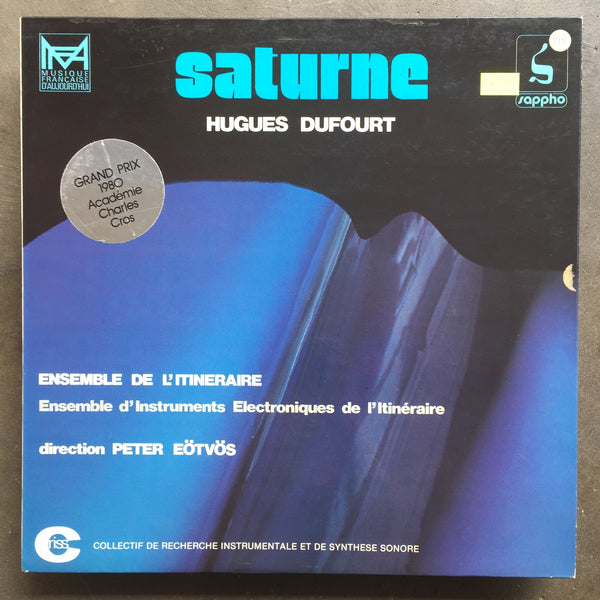 MFA
MUSIQUE
FRANÇAISE
D'AUJOURD'HUI
saturne
sappho
HUGUES DUFOURT
GRAND PRIX
1980
Académie
Charles
Cros
ENSEMBLE DE L'ITINERAIRE
Ensemble d'Instruments Electroniques de l'Itinéraire
direction PETER EÖTVÖS
Criss
COLLECTIF DE RECHERCHE INSTRUMENTALE ET DE SYNTHESE SONORE